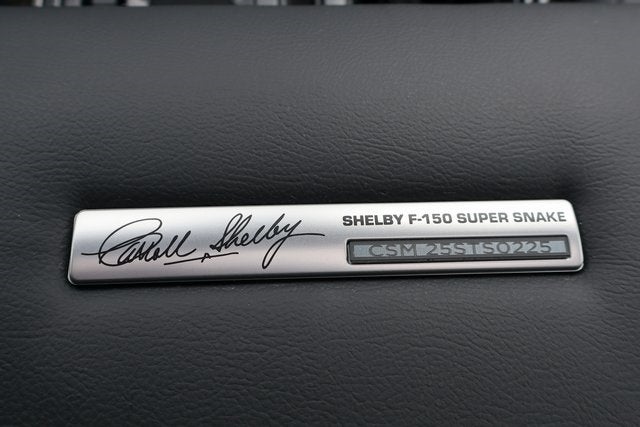 Carroll Shelby
SHELBY F-150 SUPER SNAKE
CSM 25STS0225